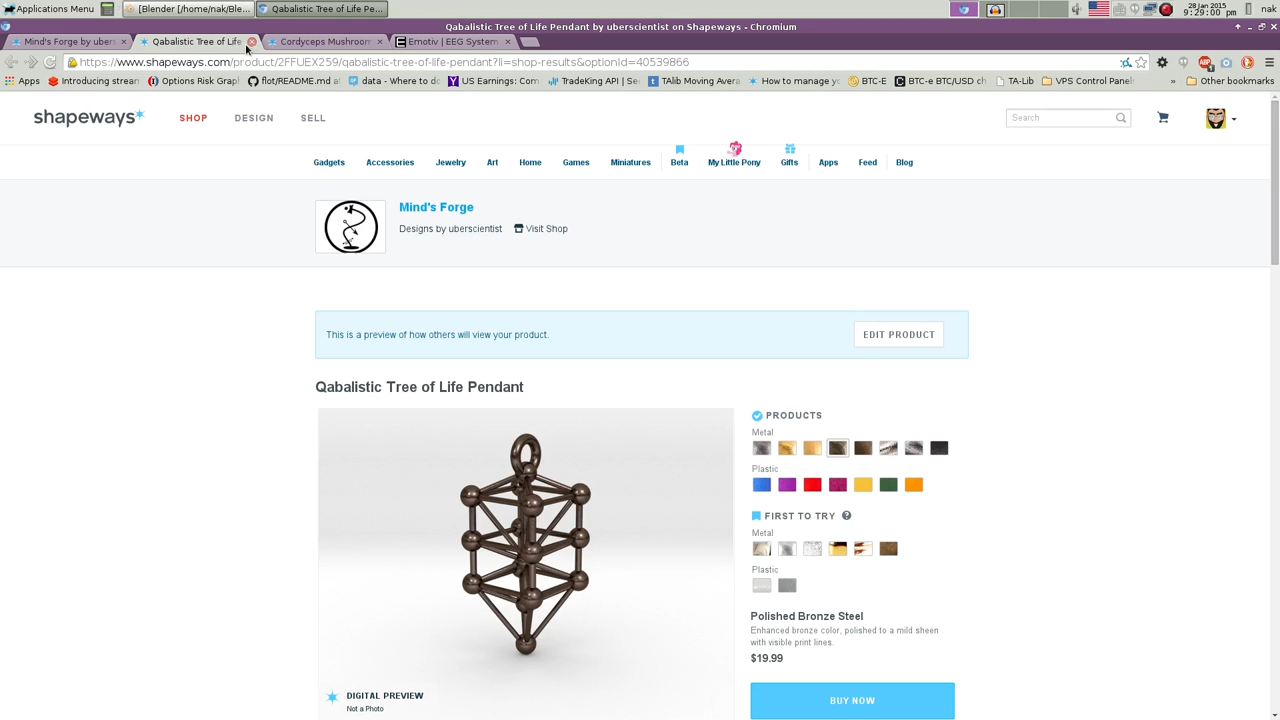 Applications Menu
[Blender [/home/nak/Ble...
Qabalistic Tree of Life Pe...
nak
28 Jan 2015
9:29:00 PM
Qabalistic Tree of Life Pendant by uberscientist on Shapeways - Chromium
Mind's Forge by uber
Qabalistic Tree of Life
Cordyceps Mushroom
Emotiv | EEG System
https://www.shapeways.com/product/2FFUEX259/qabalistic-tree-of-life-pendant?li=shop-results&optionId=40539866
Apps
Introducing stream
Options Risk Grap
flot/README.md at
data - Where to do
US Earnings Com
TradeKing API | Sec
TALib Moving Avera
How to manage yo
BTC-E
BTC-e BTC/USD ch
TA-Lib
VPS Control Panel
Other bookmarks
shapeways
SHOP
DESIGN
SELL
Search
Gadgets
Accessories
Jewelry
Art
Home
Games
Miniatures
Beta
My Little Pony
Gifts
Apps
Feed
Blog
Mind's Forge
Designs by uberscientist
Visit Shop
This is a preview of how others will view your product.
EDIT PRODUCT
Qabalistic Tree of Life Pendant
PRODUCTS
Metal
Plastic
FIRST TO TRY
Metal
Plastic
Polished Bronze Steel
Enhanced bronze color, polished to a mild sheen
with visible print lines.
$19.99
BUY NOW
DIGITAL PREVIEW
Not a Photo